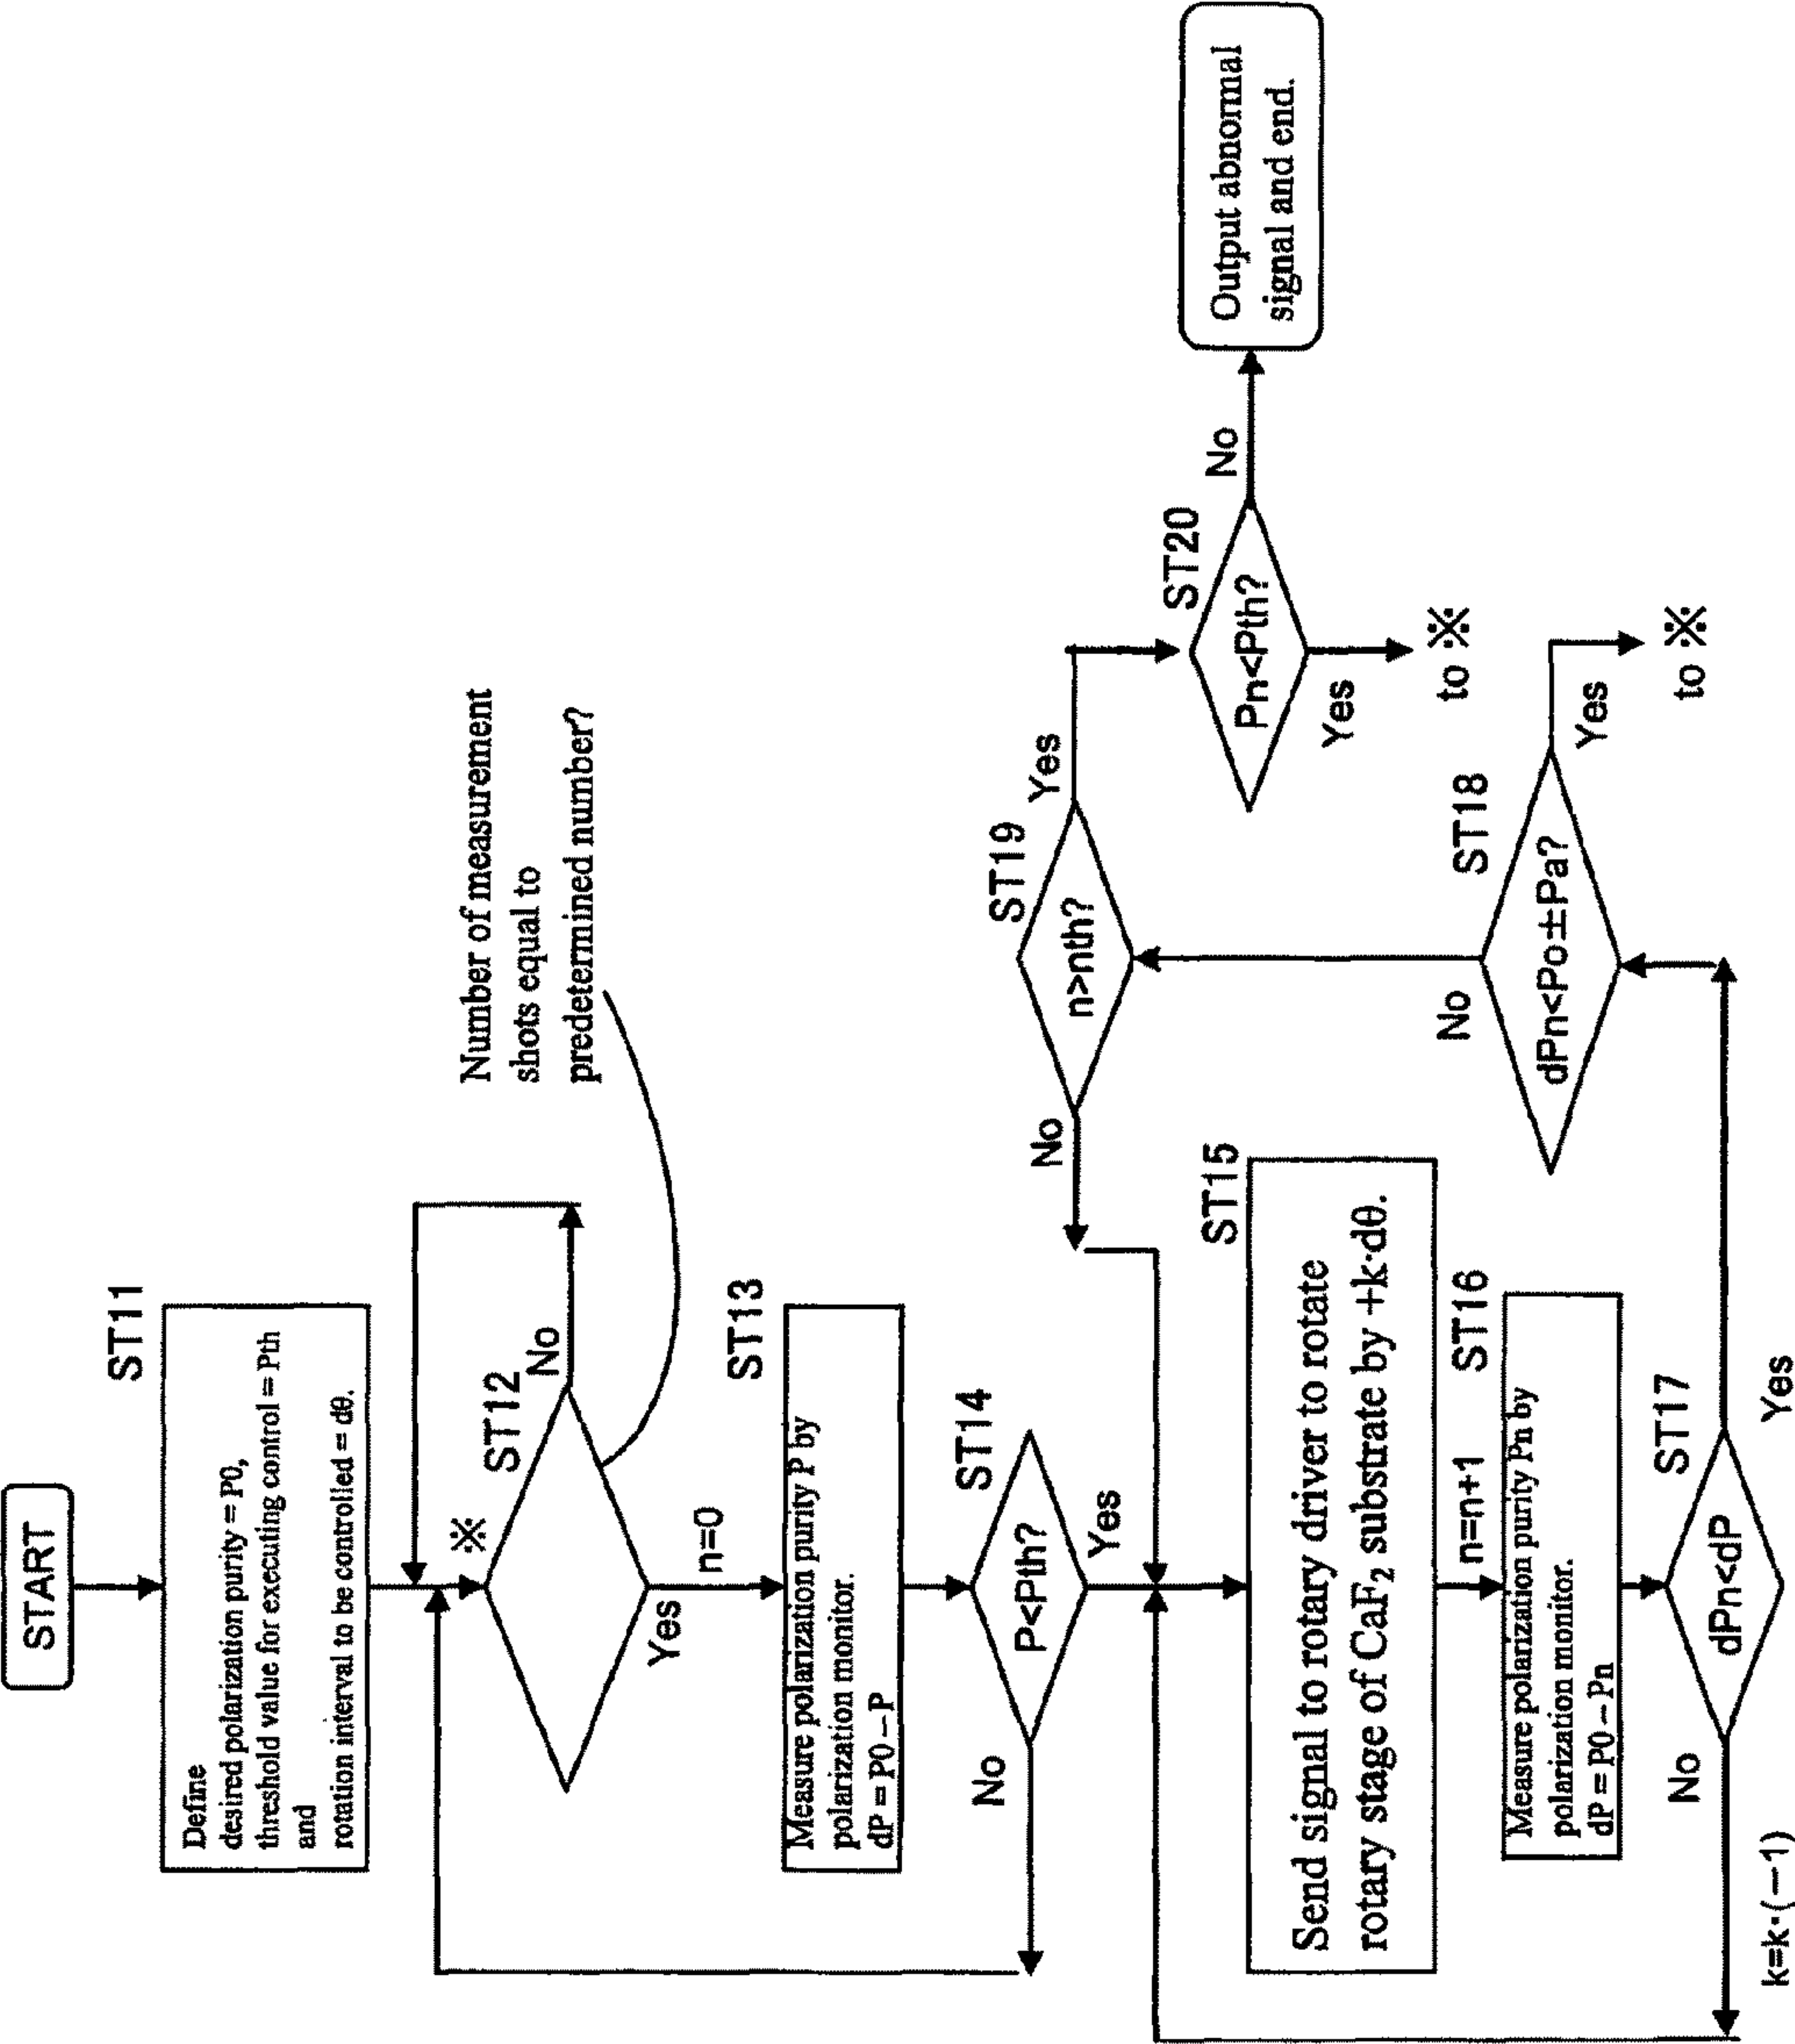 START
ST11
Define
desired polarization purity = P0,
threshold value for executing control = Pth
and
rotation interval to be controlled = dθ.
※
ST12
No
Number of measurement
shots equal to
predetermined number?
Yes
n=0
ST13
Measure polarization purity P by
polarization monitor.
dP = P0 – P
ST14
P<Pth?
No
Yes
ST15
Send signal to rotary driver to rotate
rotary stage of CaF₂ substrate by +k·dθ.
n=n+1
ST16
Measure polarization purity Pn by
polarization monitor.
dP = P0 – Pn
ST17
dPn<dP
No
k=k·(−1)
Yes
ST18
dPn<Po±Pa?
No
Yes
to ※
ST19
n>nth?
No
Yes
ST20
Pn<Pth?
Yes
to ※
No
Output abnormal
signal and end.